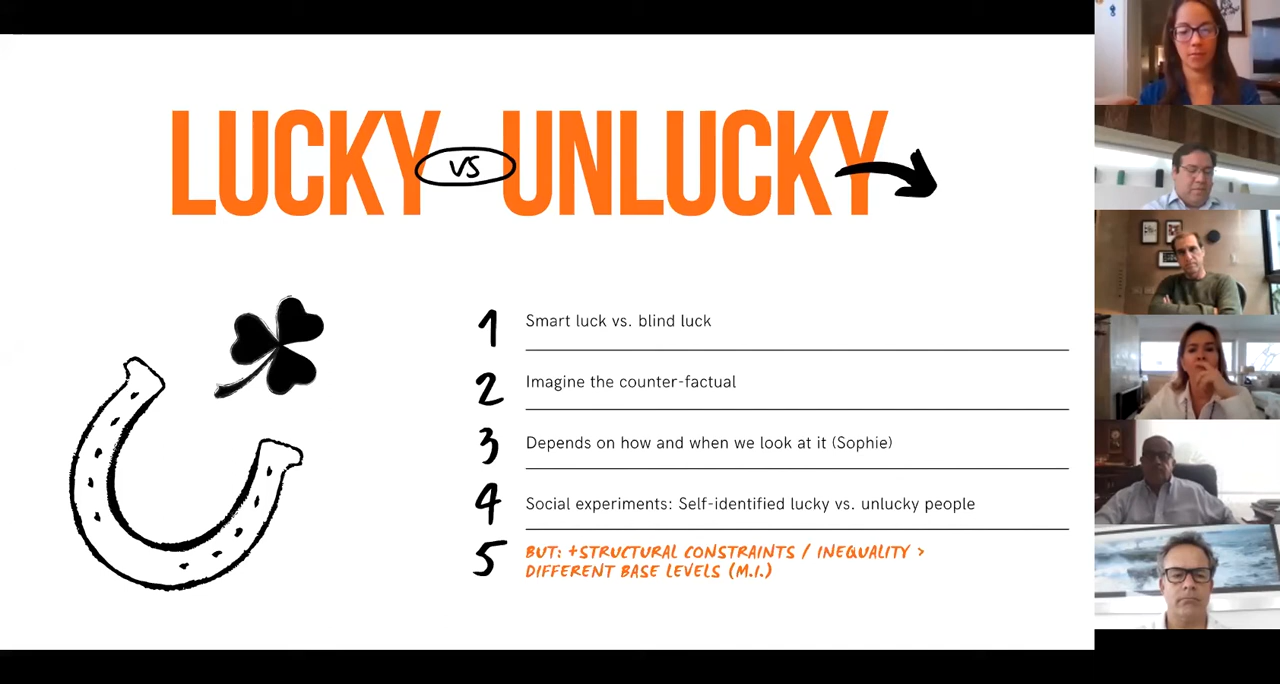 LUCKY VS UNLUCKY
1 Smart luck vs. blind luck
2 Imagine the counter-factual
3 Depends on how and when we look at it (Sophie)
4 Social experiments: Self-identified lucky vs. unlucky people
5 BUT: +STRUCTURAL CONSTRAINTS / INEQUALITY >
DIFFERENT BASE LEVELS (M.I.)